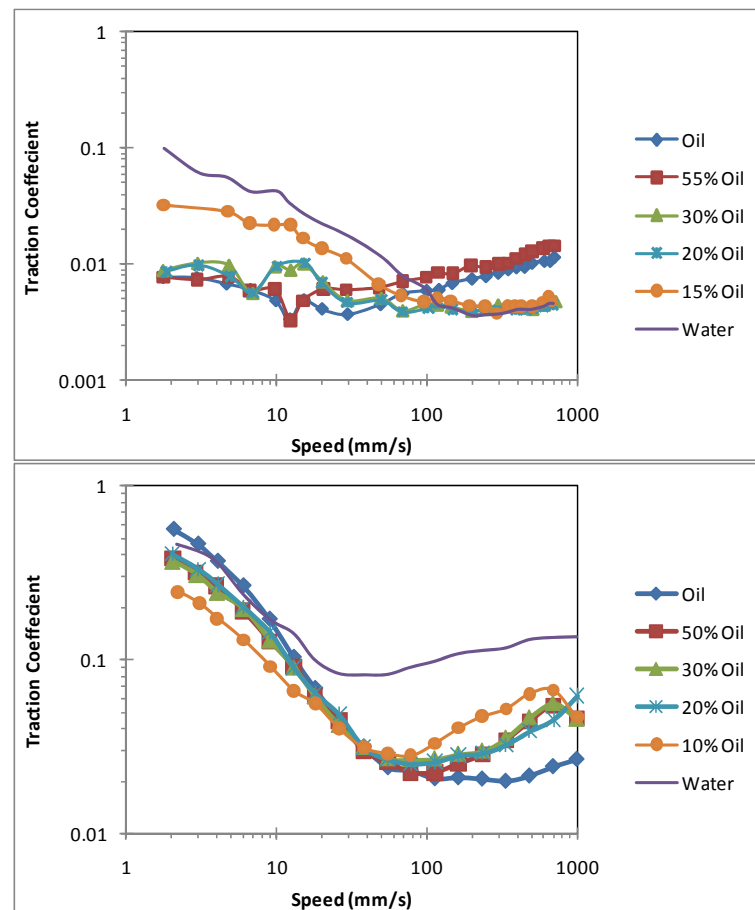 1
0.1
0.01
0.001
Traction Coeffecient
1 10 100 1000
Speed (mm/s)
Oil
55% Oil
30% Oil
20% Oil
15% Oil
Water
1
0.1
0.01
Traction Coeffecient
1 10 100 1000
Speed (mm/s)
Oil
50% Oil
30% Oil
20% Oil
10% Oil
Water